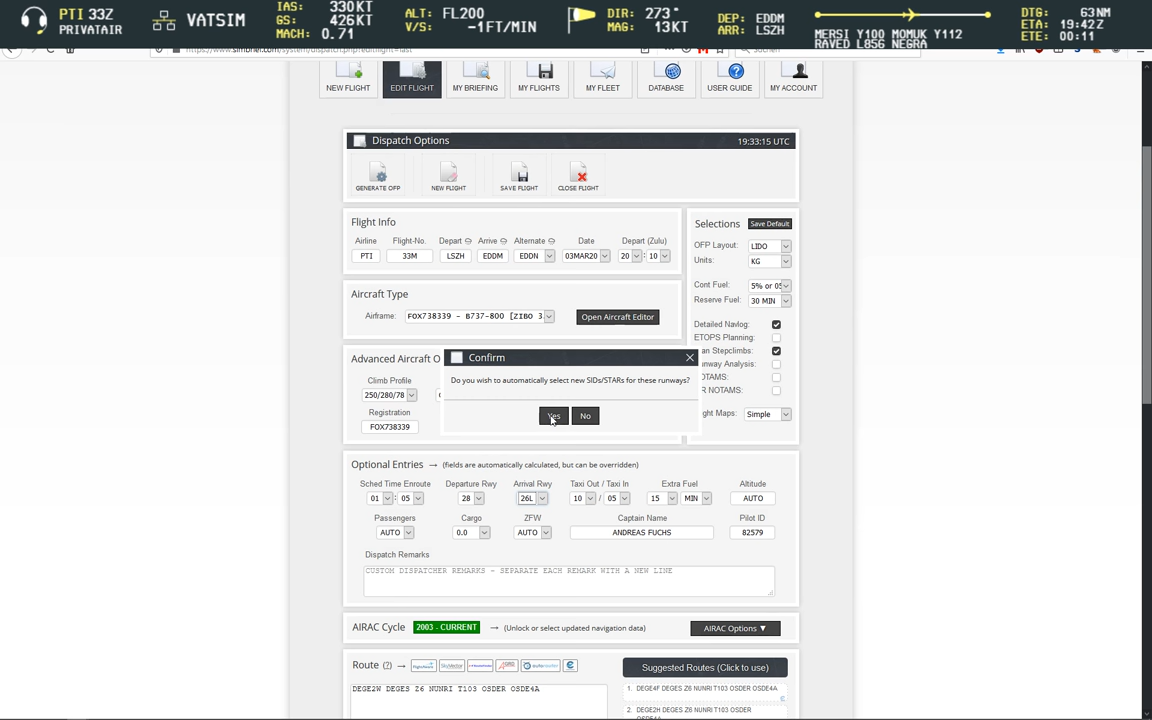 PTI 33Z
PRIVATAIR
VATSIM
IAS: 330KT
GS: 426KT
MACH: 0.71
ALT: FL200
V/S: -1FT/MIN
DIR: 273°
MAG: 13KT
DEP: EDDM
ARR: LSZH
MERSI Y100 MOMUK Y112
RAVED L856 NEGRA
DTG: 63NM
ETA: 19:42Z
ETE: 00:11
NEW FLIGHT
EDIT FLIGHT
MY BRIEFING
MY FLIGHTS
MY FLEET
DATABASE
USER GUIDE
MY ACCOUNT
Dispatch Options
19:33:15 UTC
GENERATE OFP
NEW FLIGHT
SAVE FLIGHT
CLOSE FLIGHT
Flight Info
Airline Flight-No. Depart Arrive Alternate Date Depart (Zulu)
PTI 33M LSZH EDDM EDDN 03MAR20 20 : 10
Selections
Save Default
OFP Layout: LIDO
Units: KG
Cont Fuel: 5% or 05
Reserve Fuel: 30 MIN
Detailed Navlog:
ETOPS Planning:
an Stepclimbs:
unway Analysis:
OTAMS:
R NOTAMS:
ght Maps: Simple
Aircraft Type
Airframe: FOX738339 - B737-800 [ZIBO 3
Open Aircraft Editor
Advanced Aircraft O
Climb Profile
250/280/78
Registration
FOX738339
Confirm
Do you wish to automatically select new SIDs/STARs for these runways?
Yes
No
Optional Entries → (fields are automatically calculated, but can be overridden)
Sched Time Enroute Departure Rwy Arrival Rwy Taxi Out / Taxi In Extra Fuel Altitude
01 : 05 28 26L 10 / 05 15 MIN AUTO
Passengers Cargo ZFW Captain Name Pilot ID
AUTO 0.0 AUTO ANDREAS FUCHS 82579
Dispatch Remarks
CUSTOM DISPATCHER REMARKS - SEPARATE EACH REMARK WITH A NEW LINE
AIRAC Cycle 2003 - CURRENT → (Unlock or select updated navigation data)
AIRAC Options ▼
Route (?) →
Suggested Routes (Click to use)
DEGE2W DEGES Z6 NUNRI T103 OSDER OSDE4A
1. DEGE4F DEGES Z6 NUNRI T103 OSDER OSDE4A
2. DEGE2H DEGES Z6 NUNRI T103 OSDER